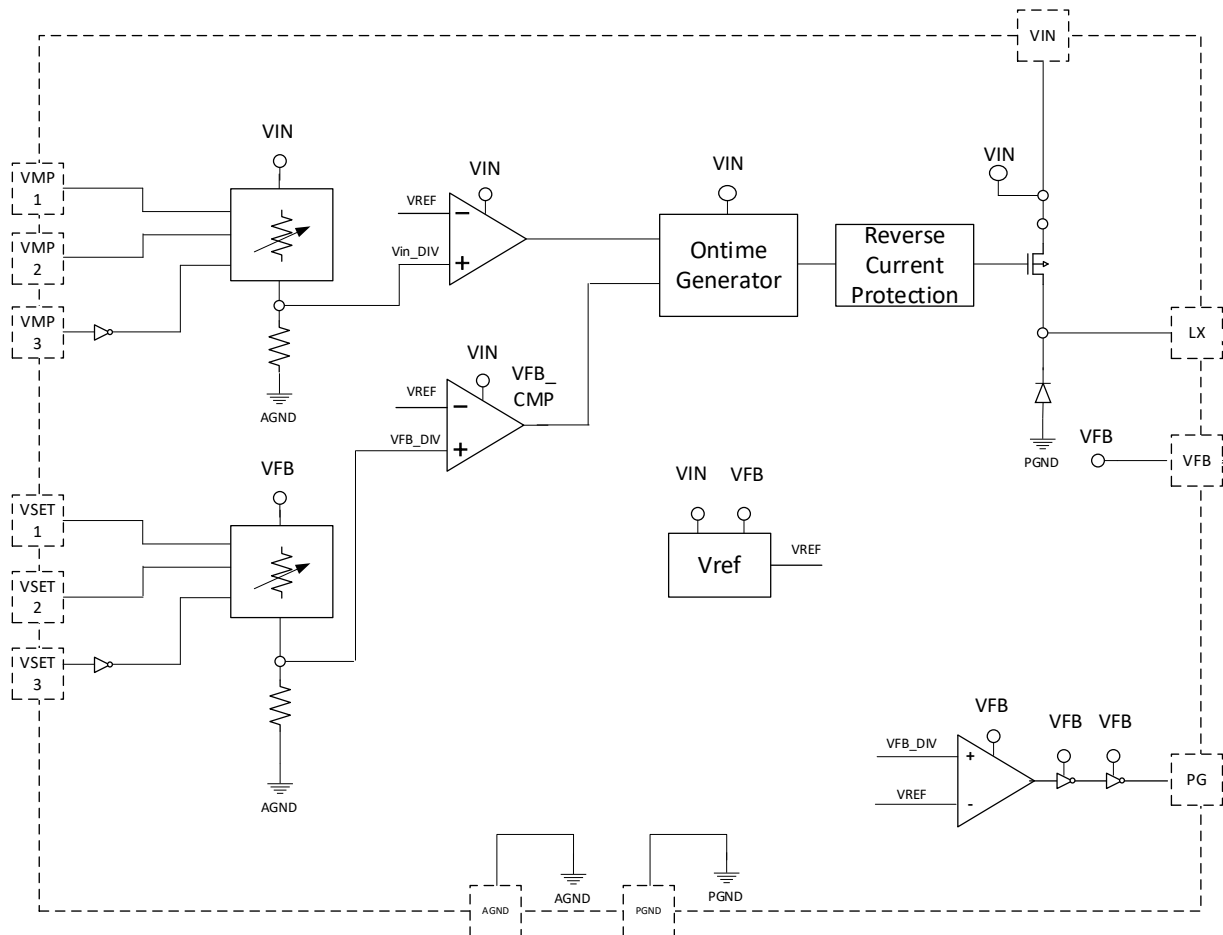 VIN
VIN
VMP
1
VMP
2
VMP
3
AGND
VIN
VREF
Vin_DIV
−
+
VIN
Ontime
Generator
Reverse
Current
Protection
VIN
LX
PGND
VIN
VREF
VFB_DIV
−
+
VFB_
CMP
VFB
VFB
VSET
1
VSET
2
VSET
3
VFB
AGND
VIN
VFB
Vref
VREF
VFB
VFB
VFB
VFB_DIV
+
VREF
-
PG
AGND
AGND
PGND
PGND